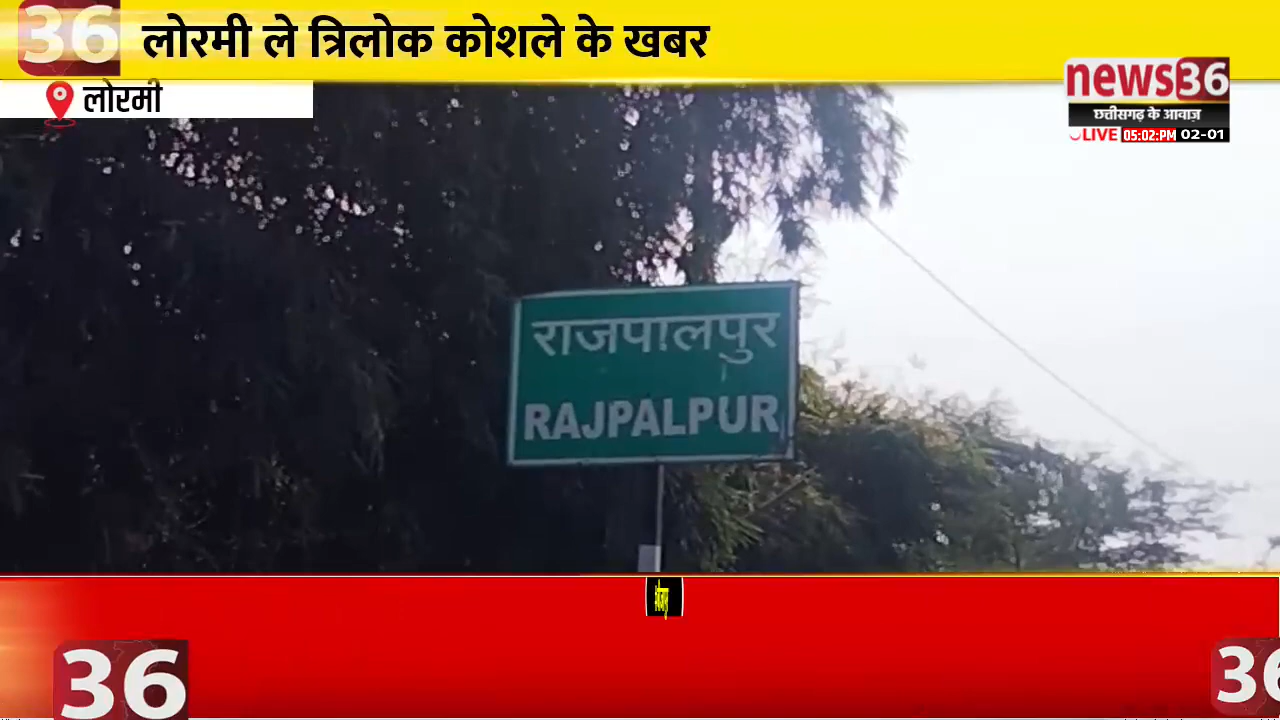 36 लोरमी ले त्रिलोक कोशले के खबर
लोरमी
news36
छत्तीसगढ़ के आवाज़
LIVE 05:02:PM 02-01
राजपालपुर
RAJPALPUR
36
36